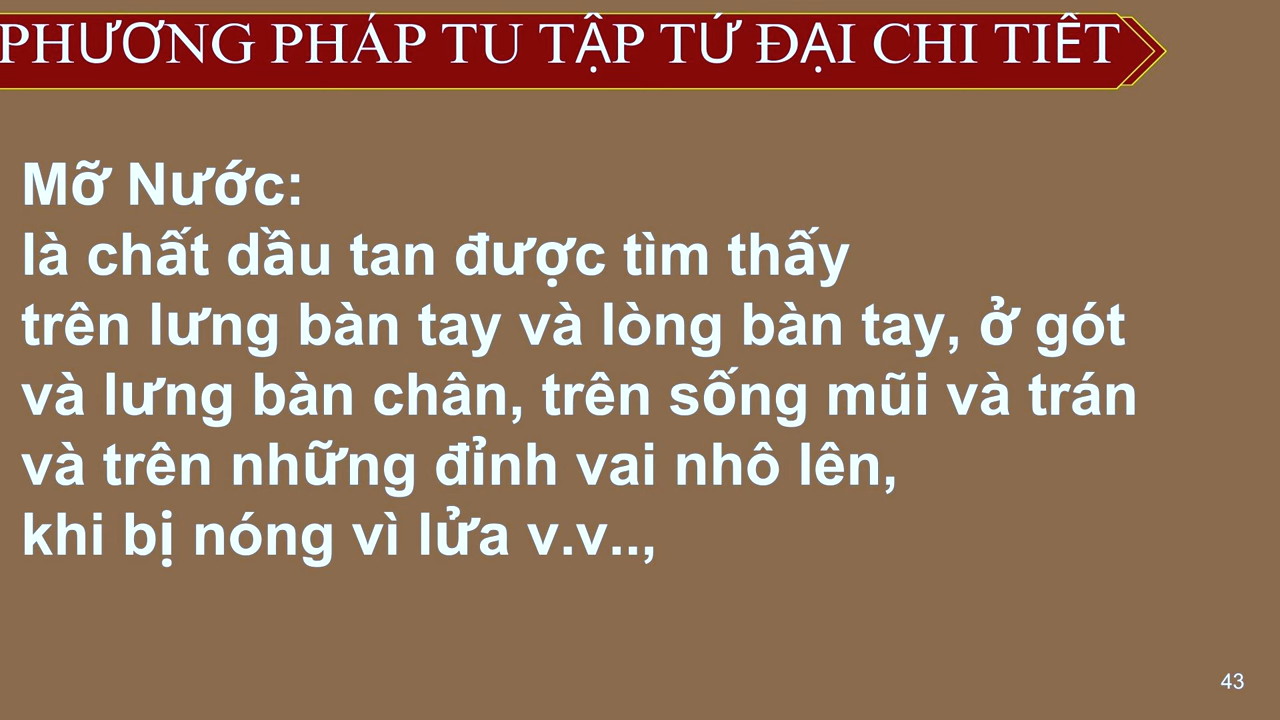 PHƯƠNG PHÁP TU TẬP TỨ ĐẠI CHI TIẾT
Mỡ Nước:
là chất dầu tan được tìm thấy
trên lưng bàn tay và lòng bàn tay, ở gót
và lưng bàn chân, trên sống mũi và trán
và trên những đỉnh vai nhô lên,
khi bị nóng vì lửa v.v..,
43